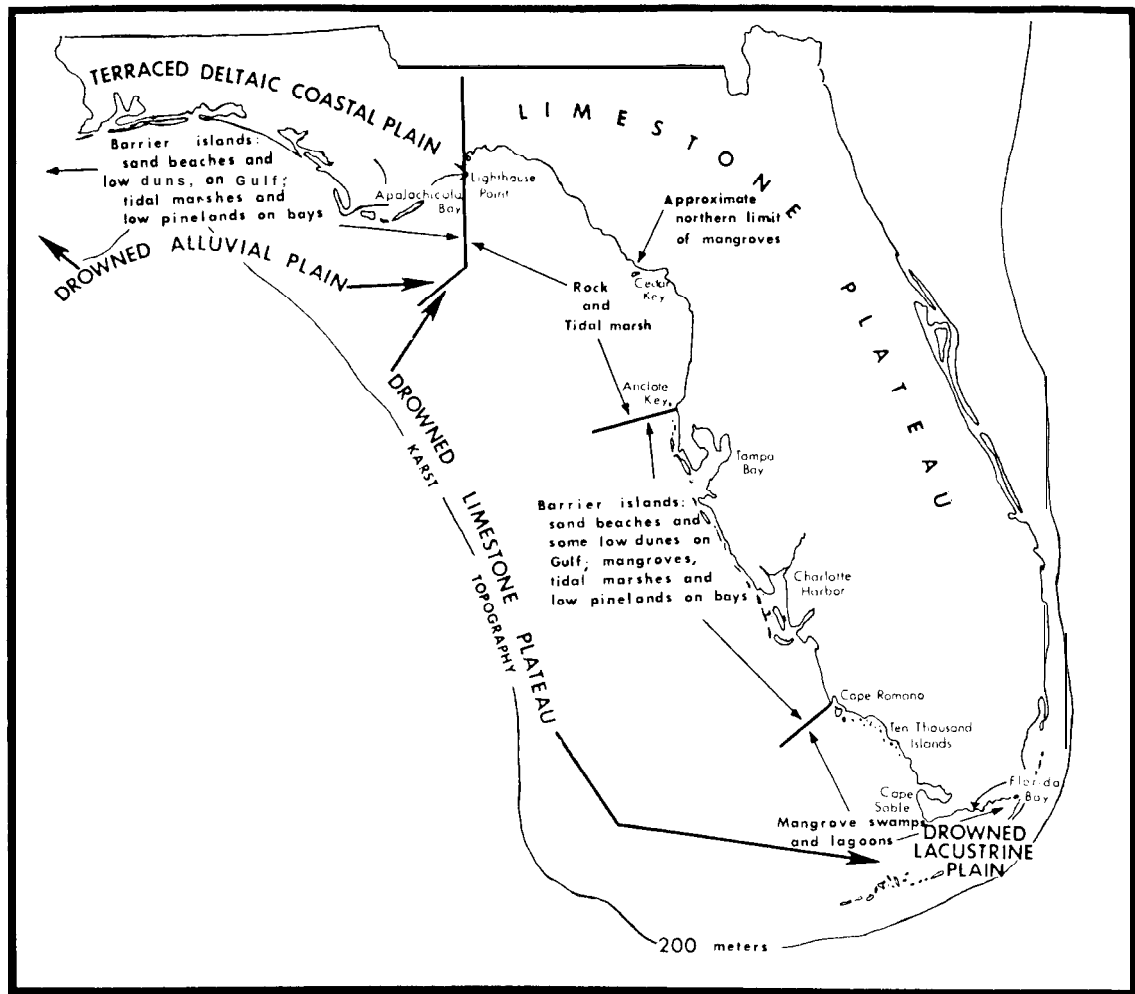 TERRACED DELTAIC COASTAL PLAIN
LIMESTONE PLATEAU
Barrier islands:
sand beaches and
low duns, on Gulf;
tidal marshes and
low pinelands on bays
Apalachicola
Bay
Lighthouse
Point
Approximate
northern limit
of mangroves
DROWNED ALLUVIAL PLAIN
Cedar
Key
Rock
and
Tidal marsh
DROWNED LIMESTONE PLATEAU
KARST TOPOGRAPHY
Anclote
Key
Tampa
Bay
Barrier islands:
sand beaches and
some low dunes on
Gulf; mangroves,
tidal marshes and
low pinelands on bays
Charlotte
Harbor
Cape Romano
Ten Thousand
Islands
Cape
Sable
Florida
Bay
Mangrove swamps
and lagoons
DROWNED
LACUSTRINE
PLAIN
200 meters